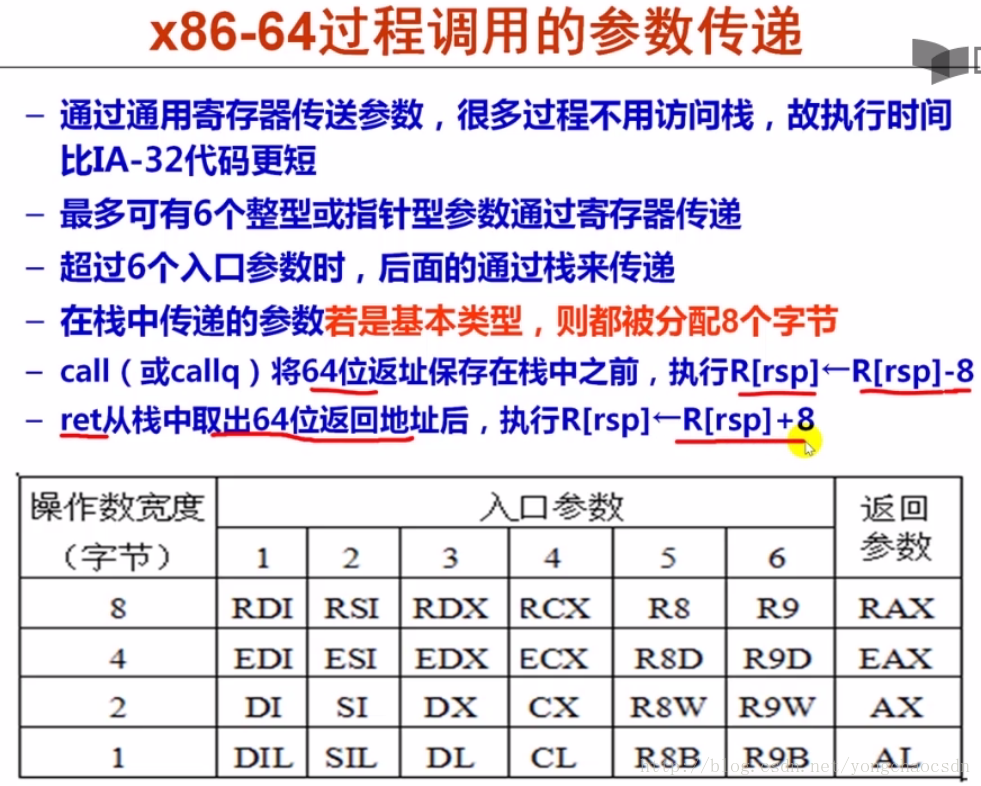 x86-64过程调用的参数传递
– 通过通用寄存器传送参数，很多过程不用访问栈，故执行时间
比IA-32代码更短
– 最多可有6个整型或指针型参数通过寄存器传递
– 超过6个入口参数时，后面的通过栈来传递
– 在栈中传递的参数若是基本类型，则都被分配8个字节
– call（或callq）将64位返址保存在栈中之前，执行R[rsp]←R[rsp]-8
– ret从栈中取出64位返回地址后，执行R[rsp]←R[rsp]+8
操作数宽度（字节） 入口参数 返回参数
1 2 3 4 5 6
8 RDI RSI RDX RCX R8 R9 RAX
4 EDI ESI EDX ECX R8D R9D EAX
2 DI SI DX CX R8W R9W AX
1 DIL SIL DL CL R8B R9B AL
http://blog.csdn.net/yongchaocsdn